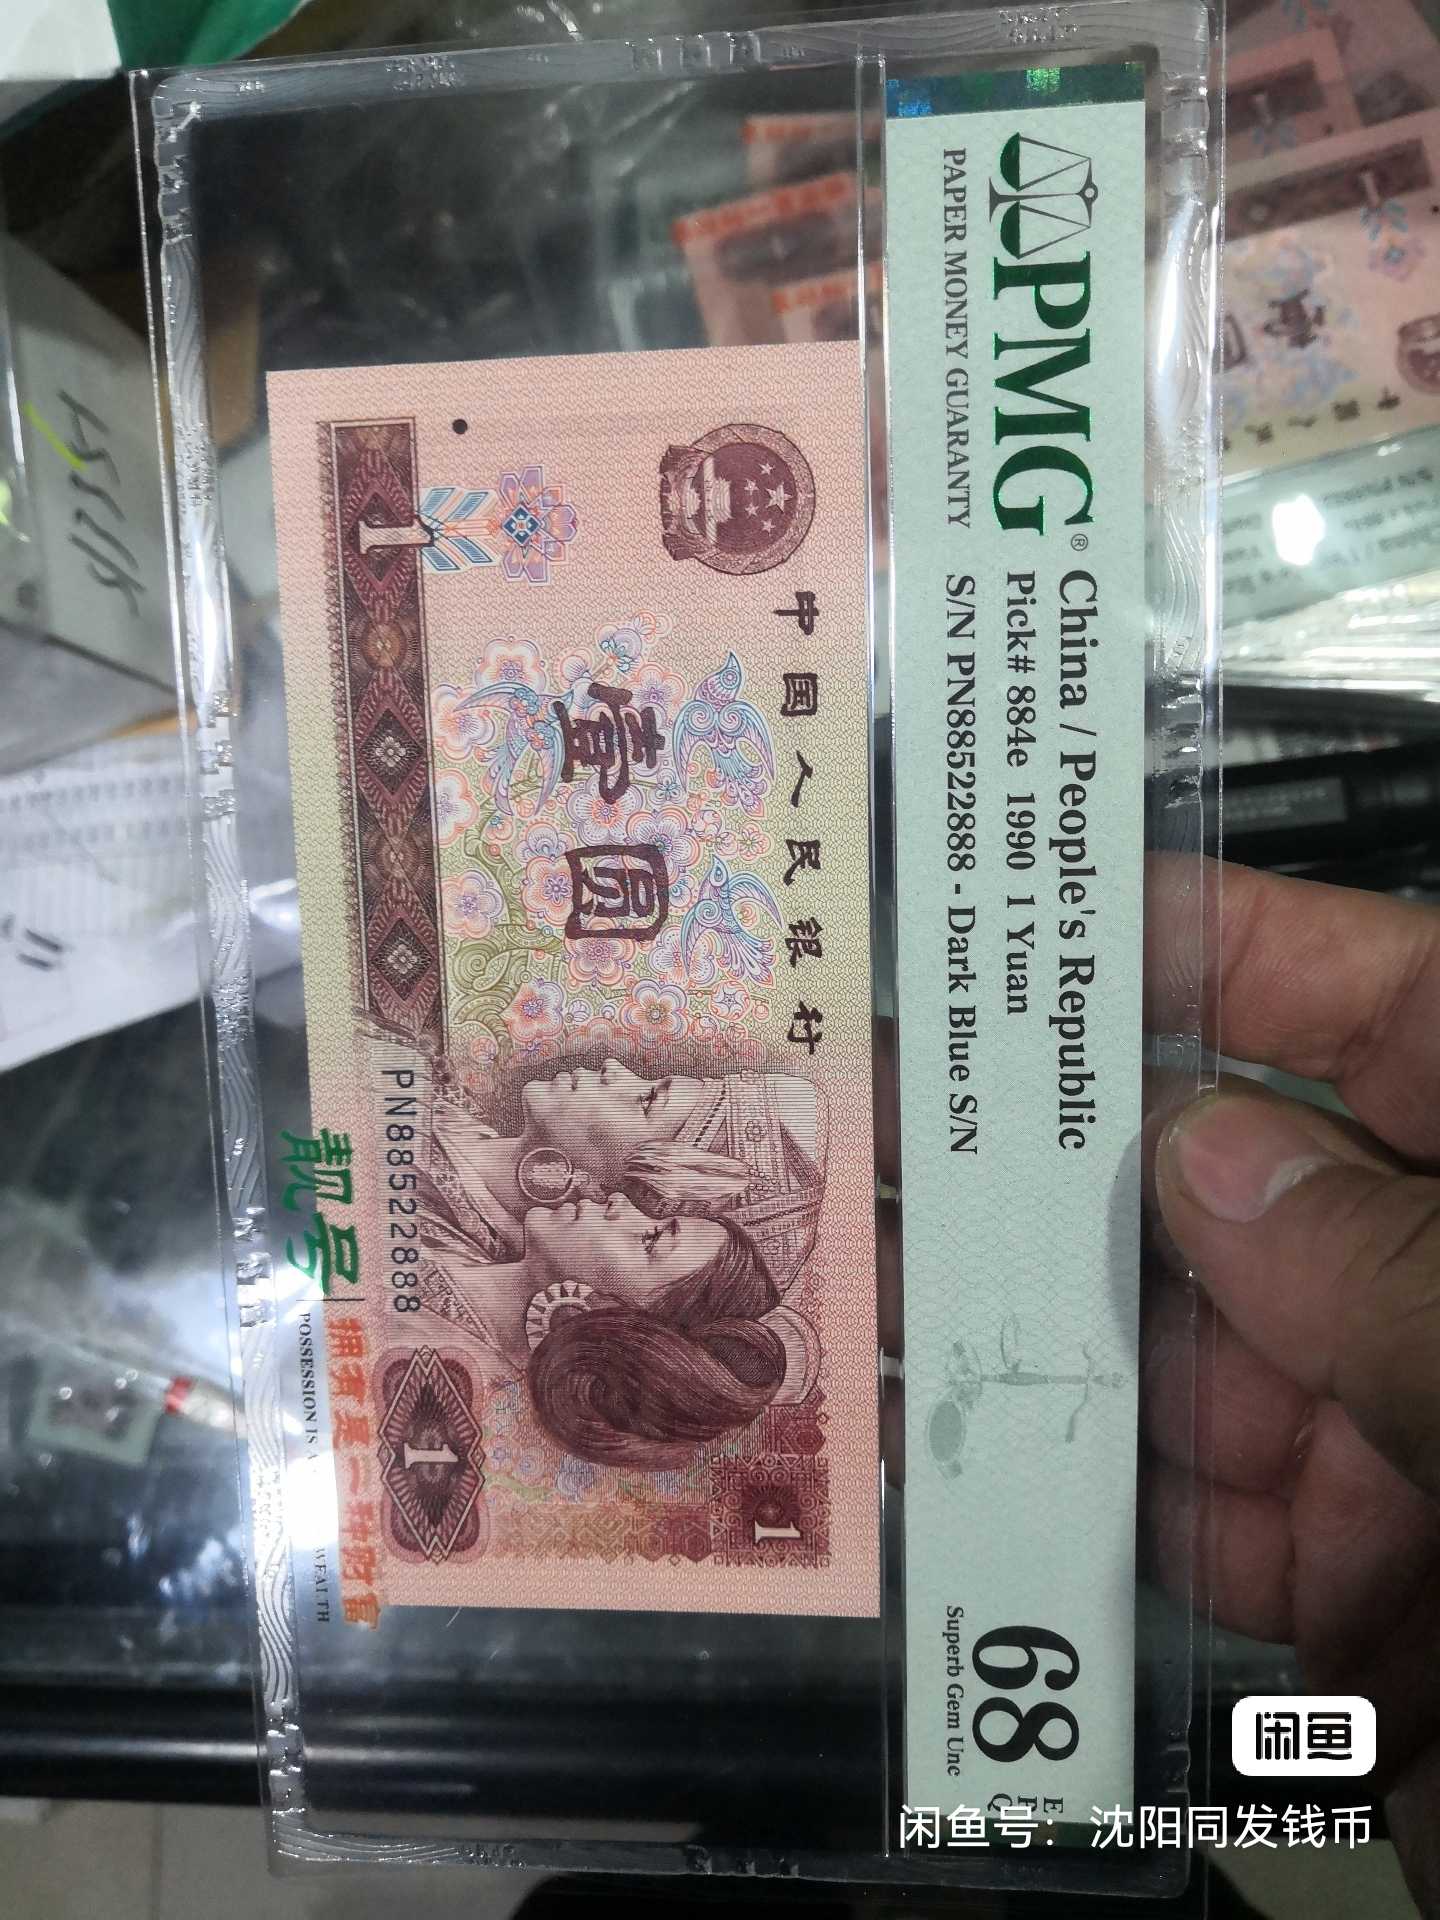 PMG®
PAPER MONEY GUARANTY
China / People's Republic
Pick# 884e 1990 1 Yuan
S/N PN88522888 - Dark Blue S/N
68 EPQ
Superb Gem Unc
中国人民银行
壹圆
1
PN88522888
1
1
靓号
拥有是一种财富
POSSESSION IS A WEALTH
闲鱼
闲鱼号：沈阳同发钱币